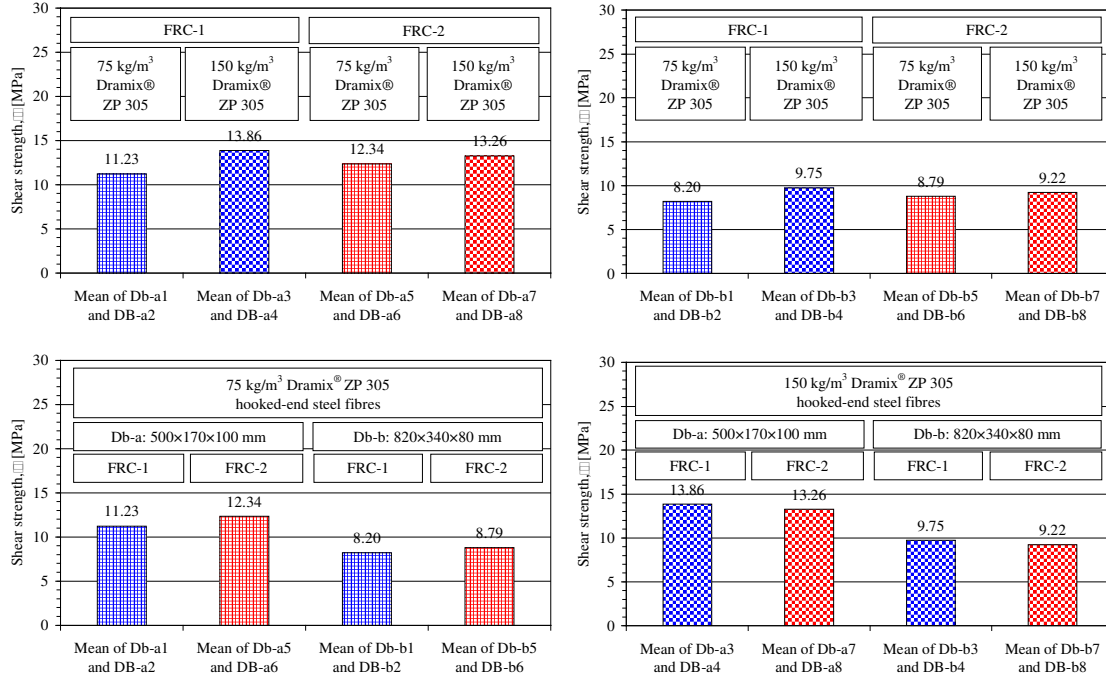 30
25
20
15
10
5
0
Shear strength, [MPa]
FRC-1
FRC-2
75 kg/m³
Dramix®
ZP 305
150 kg/m³
Dramix®
ZP 305
75 kg/m³
Dramix®
ZP 305
150 kg/m³
Dramix®
ZP 305
11.23
13.86
12.34
13.26
Mean of Db-a1
and DB-a2
Mean of Db-a3
and DB-a4
Mean of Db-a5
and DB-a6
Mean of Db-a7
and DB-a8
30
25
20
15
10
5
0
Shear strength, [MPa]
FRC-1
FRC-2
75 kg/m³
Dramix®
ZP 305
150 kg/m³
Dramix®
ZP 305
75 kg/m³
Dramix®
ZP 305
150 kg/m³
Dramix®
ZP 305
8.20
9.75
8.79
9.22
Mean of Db-b1
and DB-b2
Mean of Db-b3
and DB-b4
Mean of Db-b5
and DB-b6
Mean of Db-b7
and DB-b8
30
25
20
15
10
5
0
Shear strength, [MPa]
75 kg/m³ Dramix® ZP 305
hooked-end steel fibres
Db-a: 500×170×100 mm
Db-b: 820×340×80 mm
FRC-1
FRC-2
FRC-1
FRC-2
11.23
12.34
8.20
8.79
Mean of Db-a1
and DB-a2
Mean of Db-a5
and DB-a6
Mean of Db-b1
and DB-b2
Mean of Db-b5
and DB-b6
30
25
20
15
10
5
0
Shear strength, [MPa]
150 kg/m³ Dramix® ZP 305
hooked-end steel fibres
Db-a: 500×170×100 mm
Db-b: 820×340×80 mm
FRC-1
FRC-2
FRC-1
FRC-2
13.86
13.26
9.75
9.22
Mean of Db-a3
and DB-a4
Mean of Db-a7
and DB-a8
Mean of Db-b3
and DB-b4
Mean of Db-b7
and DB-b8